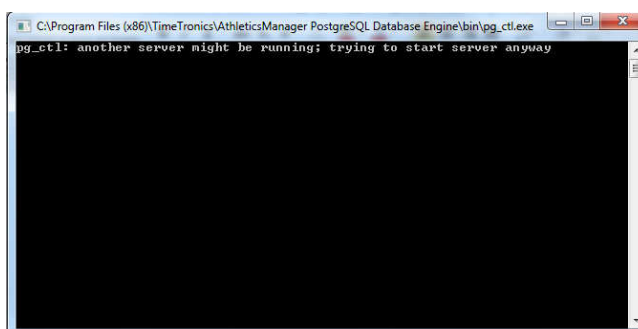 C:\Program Files (x86)\TimeTronics\AthleticsManager PostgreSQL Database Engine\bin\pg_ctl.exe
pg_ctl: another server might be running; trying to start server anyway